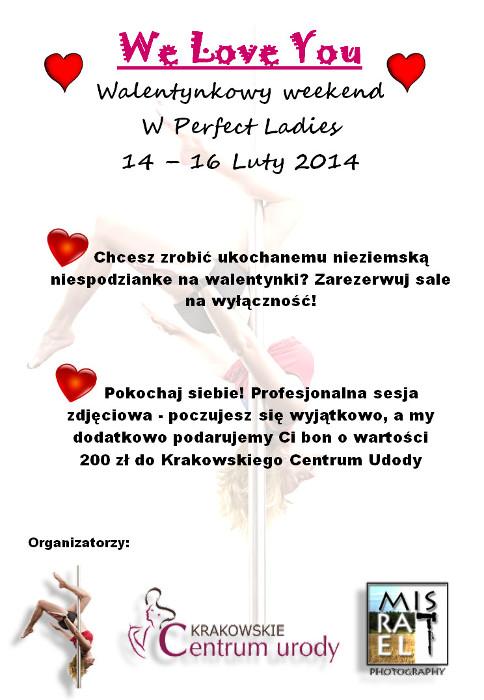 We Love You
Walentynkowy weekend
W Perfect Ladies
14 – 16 Luty 2014
Chcesz zrobić ukochanemu nieziemską
niespodzianke na walentynki? Zarezerwuj sale
na wyłączność!
Pokochaj siebie! Profesjonalna sesja
zdjęciowa - poczujesz się wyjątkowo, a my
dodatkowo podarujemy Ci bon o wartości
200 zł do Krakowskiego Centrum Udody
Organizatorzy:
KRAKOWSKIE
Centrum urody
MIS
RAT
EL
PHOTOGRAPHY